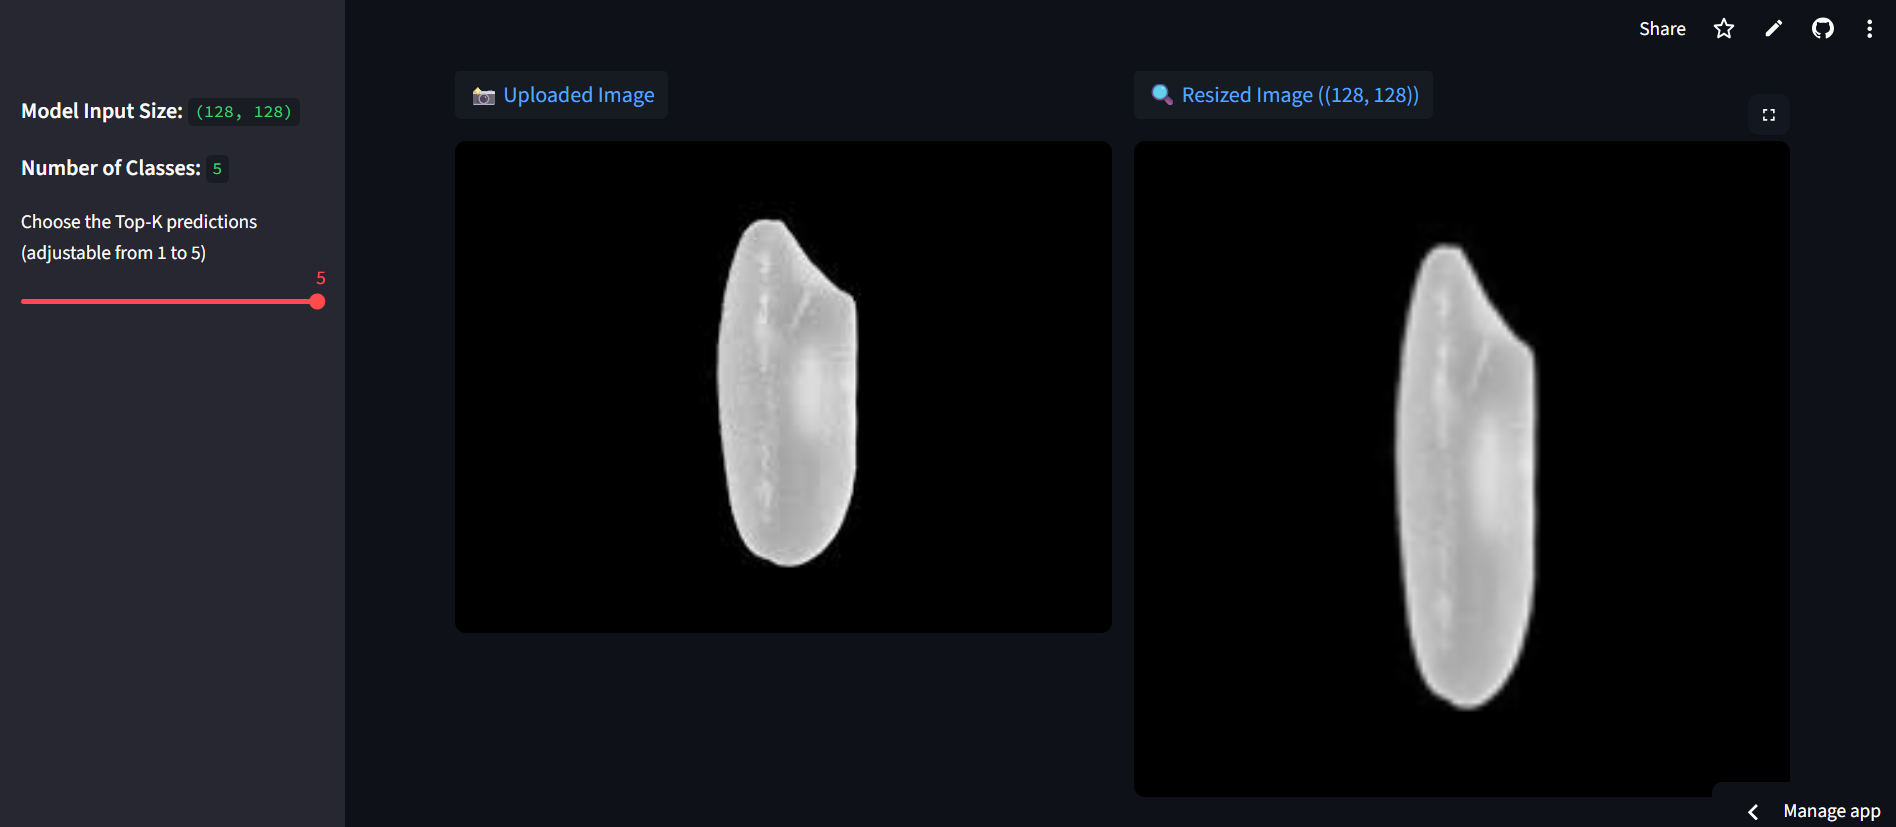 Share
Model Input Size: (128, 128)
Number of Classes: 5
Choose the Top-K predictions
(adjustable from 1 to 5)
5
Uploaded Image
Resized Image ((128, 128))
Manage app